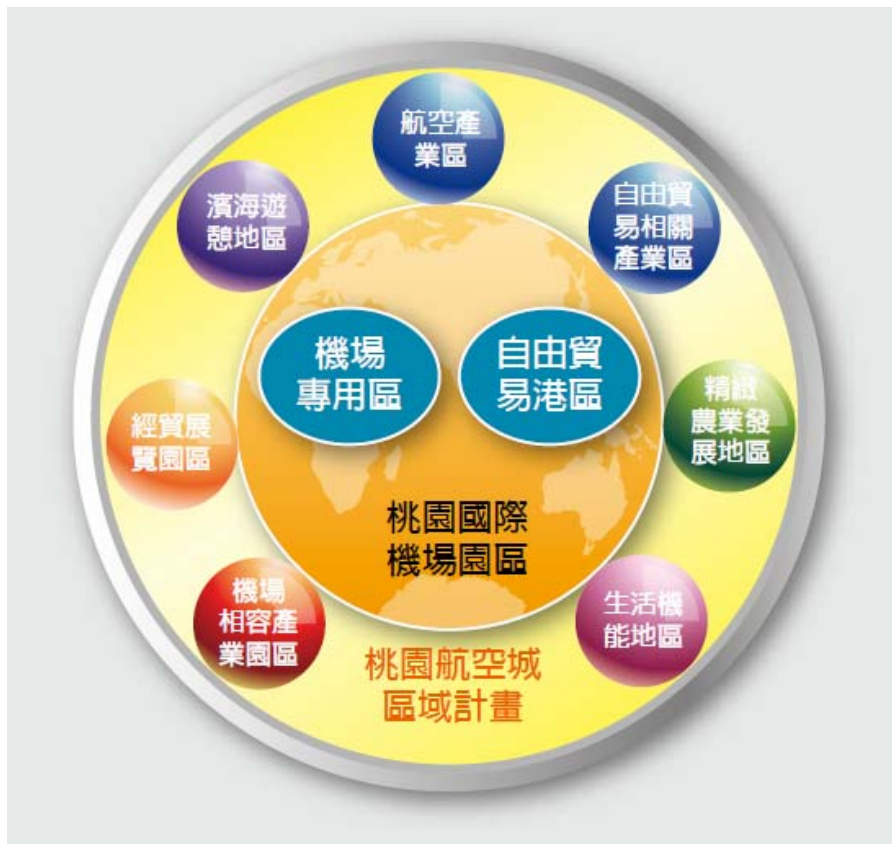 航空產
業區
濱海遊
憩地區
自由貿
易相關
產業區
機場
專用區
自由貿
易港區
經貿展
覽園區
精緻
農業發
展地區
桃園國際
機場園區
機場
相容產
業園區
生活機
能地區
桃園航空城
區域計畫